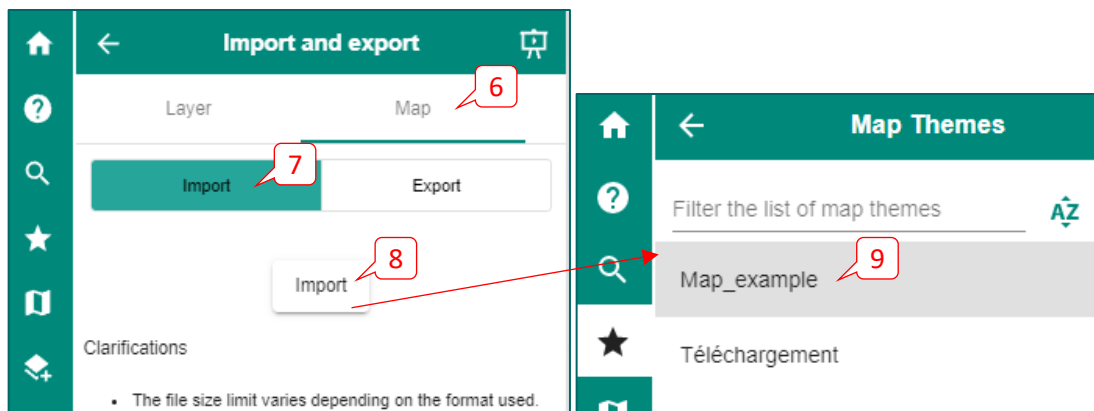 Import and export
Layer
Map
6
Import
7
Export
Import
8
Clarifications
• The file size limit varies depending on the format used.
Map Themes
Filter the list of map themes
AZ
Map_example
9
Téléchargement